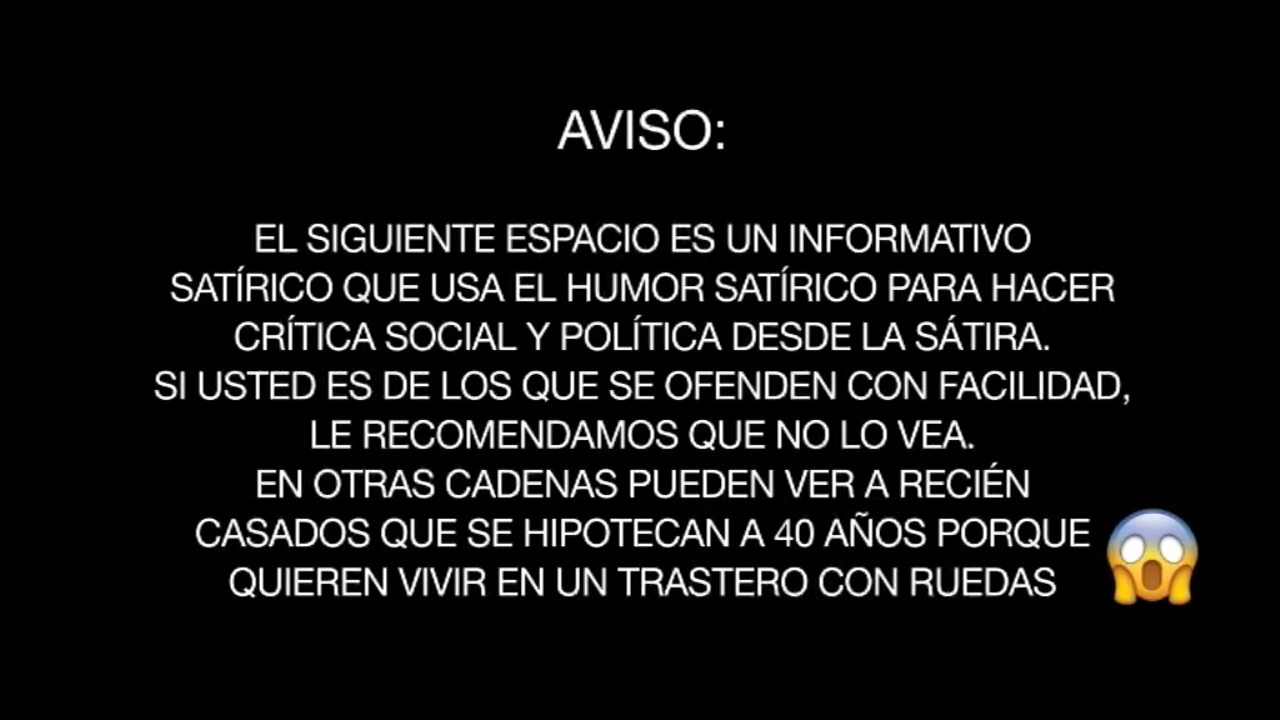 AVISO:
EL SIGUIENTE ESPACIO ES UN INFORMATIVO
SATÍRICO QUE USA EL HUMOR SATÍRICO PARA HACER
CRÍTICA SOCIAL Y POLÍTICA DESDE LA SÁTIRA.
SI USTED ES DE LOS QUE SE OFENDEN CON FACILIDAD,
LE RECOMENDAMOS QUE NO LO VEA.
EN OTRAS CADENAS PUEDEN VER A RECIÉN
CASADOS QUE SE HIPOTECAN A 40 AÑOS PORQUE
QUIEREN VIVIR EN UN TRASTERO CON RUEDAS